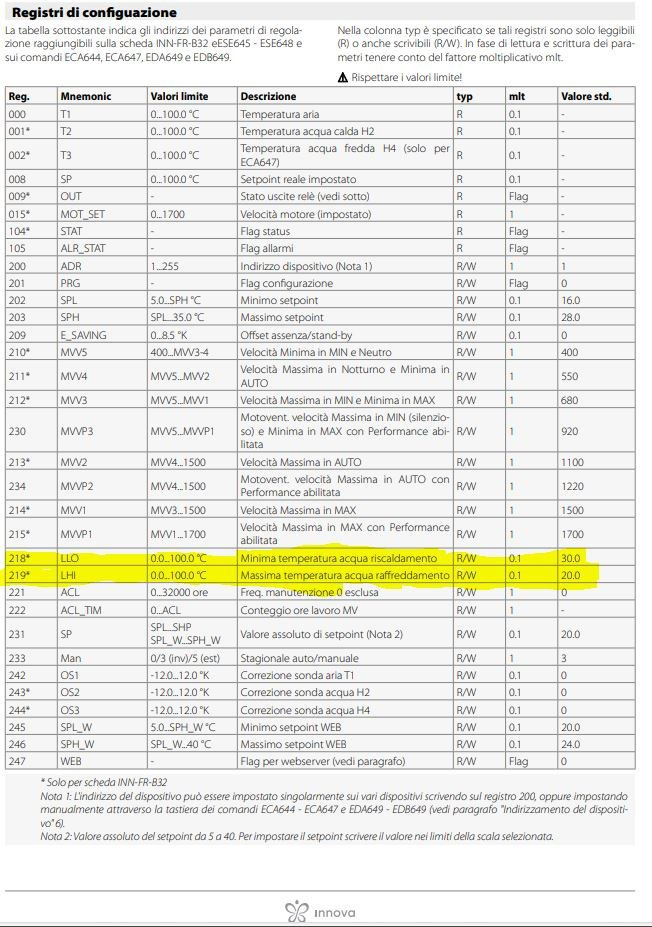 Registri di configuazione
La tabella sottostante indica gli indirizzi dei parametri di regola-
zione raggiungibili sulla scheda INN-FR-B32 eESE645 - ESE648 e
sui comandi ECA644, ECA647, EDA649 e EDB649.
Nella colonna typ è specificato se tali registri sono solo leggibili
(R) o anche scrivibili (R/W). In fase di lettura e scrittura dei para-
metri tenere conto del fattore moltiplicativo mlt.
⚠ Rispettare i valori limite!
Reg. Mnemonic Valori limite Descrizione typ mlt Valore std.
000 T1 0...100.0 °C Temperatura aria R 0.1 -
001* T2 0...100.0 °C Temperatura acqua calda H2 R 0.1 -
002* T3 0...100.0 °C Temperatura acqua fredda H4 (solo per
ECA647) R 0.1 -
008 SP 0...100.0 °C Setpoint reale impostato R 0.1 -
009* OUT - Stato uscite relè (vedi sotto) R Flag -
015* MOT_SET 0...1700 Velocità motore (impostato) R 1 -
104* STAT - Flag status R Flag -
105 ALR_STAT - Flag allarmi R Flag -
200 ADR 1...255 Indirizzo dispositivo (Nota 1) R/W 1 1
201 PRG - Flag configurazione R/W Flag 0
202 SPL 5.0...SPH °C Minimo setpoint R/W 0.1 16.0
203 SPH SPL...35.0 °C Massimo setpoint R/W 0.1 28.0
209 E_SAVING 0...8.5 °K Offset assenza/stand-by R/W 0.1 0
210* MVV5 400...MVV3-4 Velocità Minima in MIN e Neutro R/W 1 400
211* MVV4 MVV5...MVV2 Velocità Massima in Notturno e Minima in
AUTO R/W 1 550
212* MVV3 MVV5...MVV1 Velocità Massima in MIN e Minima in MAX R/W 1 680
230 MVVP3 MVV5...MVVP1 Motovent. velocità Massima in MIN (silenzio-
so) e Minima in MAX con Performance abi-
litata R/W 1 920
213* MVV2 MVV4...1500 Velocità Massima in AUTO R/W 1 1100
234 MVVP2 MVV4...1500 Motovent. velocità Massima in AUTO con
Performance abilitata R/W 1 1220
214* MVV1 MVV3...1500 Velocità Massima in MAX R/W 1 1500
215* MVVP1 MVV1...1700 Velocità Massima in MAX con Performance
abilitata R/W 1 1700
218* LLO 0.0...100.0 °C Minima temperatura acqua riscaldamento R/W 0.1 30.0
219* LHI 0.0...100.0 °C Massima temperatura acqua raffreddamento R/W 0.1 20.0
221 ACL 0...32000 ore Freq. manutenzione 0 esclusa R/W 1 0
222 ACL_TIM 0...ACL Conteggio ore lavoro MV R/W 1 -
231 SP SPL...SHP
SPL_W...SPH_W Valore assoluto di setpoint (Nota 2) R/W 0.1 20.0
233 Man 0/3 (inv)/5 (est) Stagionale auto/manuale R/W 1 3
242 OS1 -12.0...12.0 °K Correzione sonda aria T1 R/W 0.1 0
243* OS2 -12.0...12.0 °K Correzione sonda acqua H2 R/W 0.1 0
244* OS3 -12.0...12.0 °K Correzione sonda acqua H4 R/W 0.1 0
245 SPL_W 5.0...SPH_W °C Minimo setpoint WEB R/W 0.1 20.0
246 SPH_W SPL_W...40 °C Massimo setpoint WEB R/W 0.1 24.0
247 WEB - Flag per webserver (vedi paragrafo) R/W Flag 0
* Solo per scheda INN-FR-B32
Nota 1: L'indirizzo del dispositivo può essere impostato singolarmente sui vari dispositivi scrivendo sul registro 200, oppure impostando
manualmente attraverso la tastiera dei comandi ECA644 - ECA647 e EDA649 - EDB649 (vedi paragrafo "Indirizzamento del dispositi-
vo" 6).
Nota 2: Valore assoluto del setpoint da 5 a 40. Per impostare il setpoint scrivere il valore nei limiti della scala selezionata.
ınnova